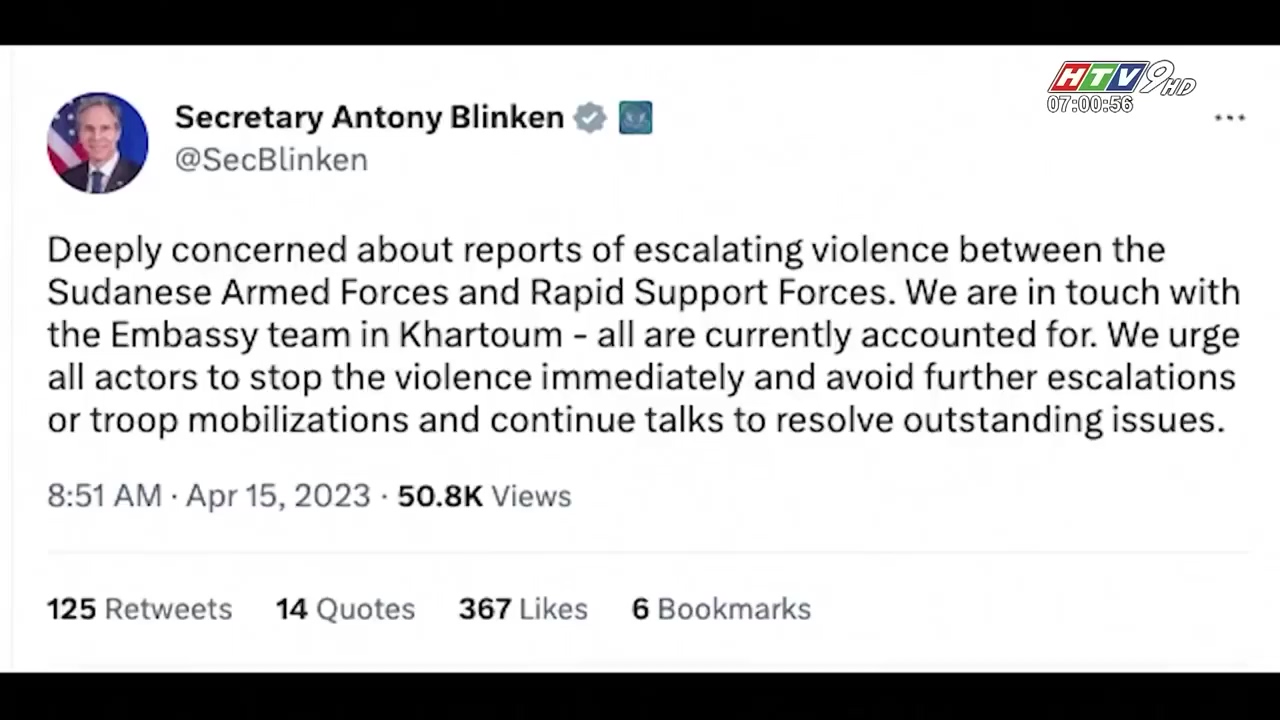 HTV9HD
07:00:56
Secretary Antony Blinken
@SecBlinken
Deeply concerned about reports of escalating violence between the
Sudanese Armed Forces and Rapid Support Forces. We are in touch with
the Embassy team in Khartoum - all are currently accounted for. We urge
all actors to stop the violence immediately and avoid further escalations
or troop mobilizations and continue talks to resolve outstanding issues.
8:51 AM · Apr 15, 2023 · 50.8K Views
125 Retweets 14 Quotes 367 Likes 6 Bookmarks